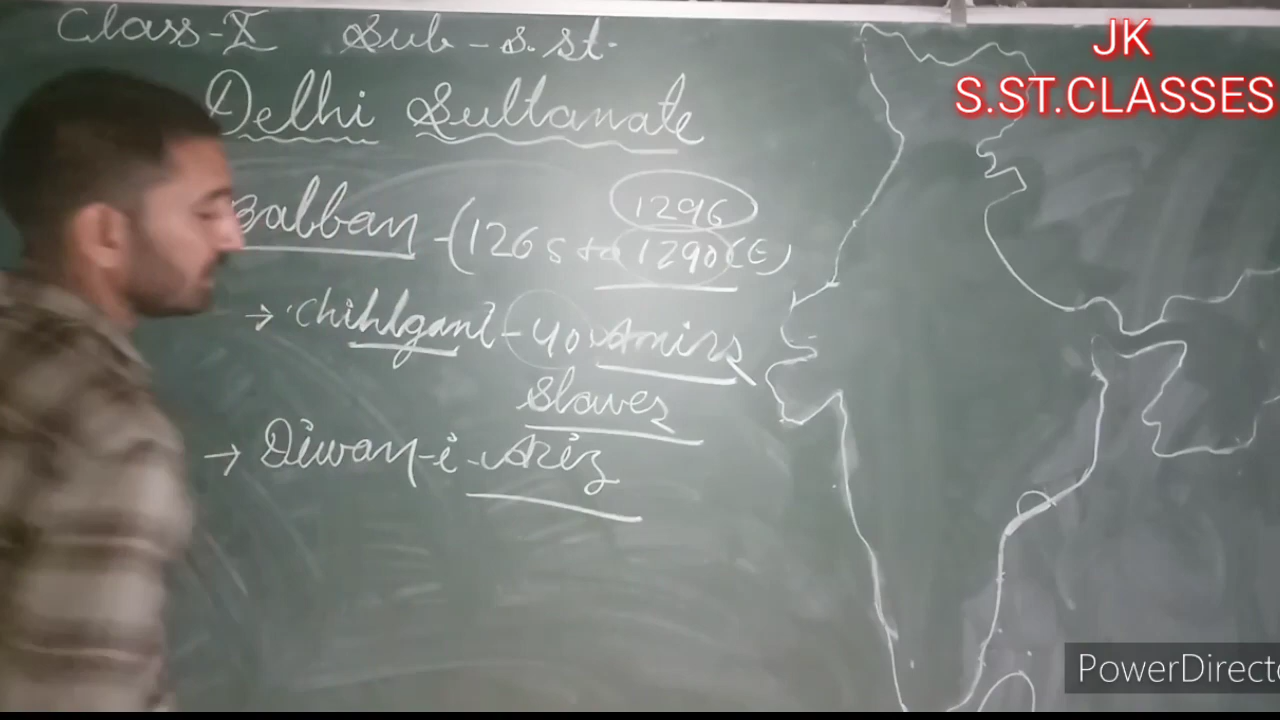 Class-X Sub-S.St.
JK
S.ST.CLASSES
Delhi Sultanate
Balban-(1265 to 1290 CE)
1296
→ Chihlgani-40 Amirs
Slaves
→ Diwan-i-Ariz
PowerDirecto